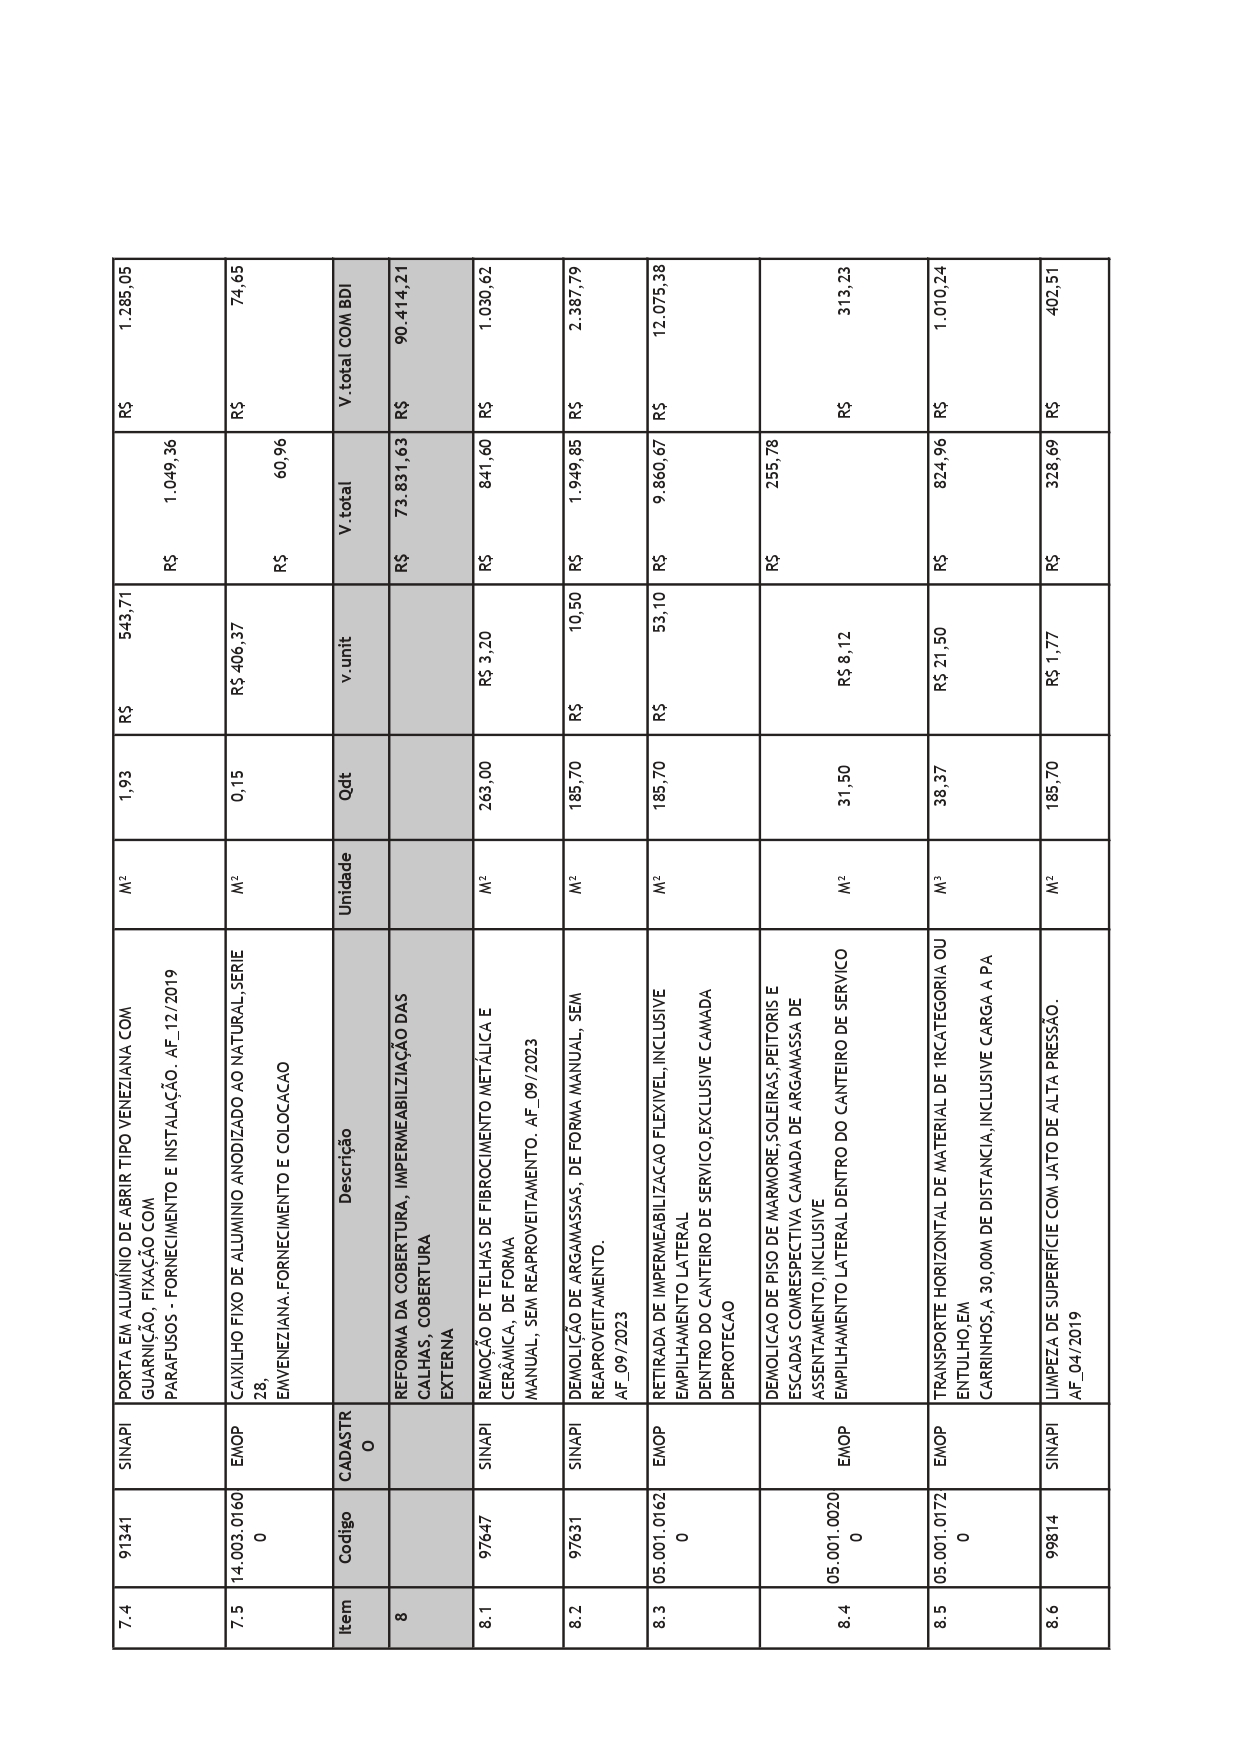 7.4 91341 SINAPI PORTA EM ALUMÍNIO DE ABRIR TIPO VENEZIANA COM M² 1,93 R$ 543,71 R$ 1.285,05
GUARNIÇÃO, FIXAÇÃO COM
PARAFUSOS - FORNECIMENTO E INSTALAÇÃO. AF_12/2019 R$ 1.049,36
7.5 14.003.0160 EMOP CAIXILHO FIXO DE ALUMINIO ANODIZADO AO NATURAL,SERIE M² 0,15 R$ 406,37 R$ 74,65
0 28,
EMVENEZIANA.FORNECIMENTO E COLOCACAO R$ 60,96
Item Codigo CADASTR Descrição Unidade Qdt v.unit V.total V.total COM BDI
O
8 REFORMA DA COBERTURA, IMPERMEABILZIAÇÃO DAS R$ 73.831,63 R$ 90.414,21
CALHAS, COBERTURA
EXTERNA
8.1 97647 SINAPI REMOÇÃO DE TELHAS DE FIBROCIMENTO METÁLICA E M² 263,00 R$ 3,20 R$ 841,60 R$ 1.030,62
CERÂMICA, DE FORMA
MANUAL, SEM REAPROVEITAMENTO. AF_09/2023
8.2 97631 SINAPI DEMOLIÇÃO DE ARGAMASSAS, DE FORMA MANUAL, SEM M² 185,70 R$ 10,50 R$ 1.949,85 R$ 2.387,79
REAPROVEITAMENTO.
AF_09/2023
8.3 05.001.0162 EMOP RETIRADA DE IMPERMEABILIZACAO FLEXIVEL,INCLUSIVE M² 185,70 R$ 53,10 R$ 9.860,67 R$ 12.075,38
0 EMPILHAMENTO LATERAL
DENTRO DO CANTEIRO DE SERVICO,EXCLUSIVE CAMADA
DEPROTECAO
DEMOLICAO DE PISO DE MARMORE,SOLEIRAS,PEITORIS E R$ 255,78
ESCADAS COMRESPECTIVA CAMADA DE ARGAMASSA DE
ASSENTAMENTO,INCLUSIVE
8.4 05.001.0020 EMOP EMPILHAMENTO LATERAL DENTRO DO CANTEIRO DE SERVICO M² 31,50 R$ 8,12 R$ 313,23
0
8.5 05.001.0172 EMOP TRANSPORTE HORIZONTAL DE MATERIAL DE 1RCATEGORIA OU M³ 38,37 R$ 21,50 R$ 824,96 R$ 1.010,24
0 ENTULHO,EM
CARRINHOS,A 30,00M DE DISTANCIA,INCLUSIVE CARGA A PA
8.6 99814 SINAPI LIMPEZA DE SUPERFÍCIE COM JATO DE ALTA PRESSÃO. M² 185,70 R$ 1,77 R$ 328,69 R$ 402,51
AF_04/2019